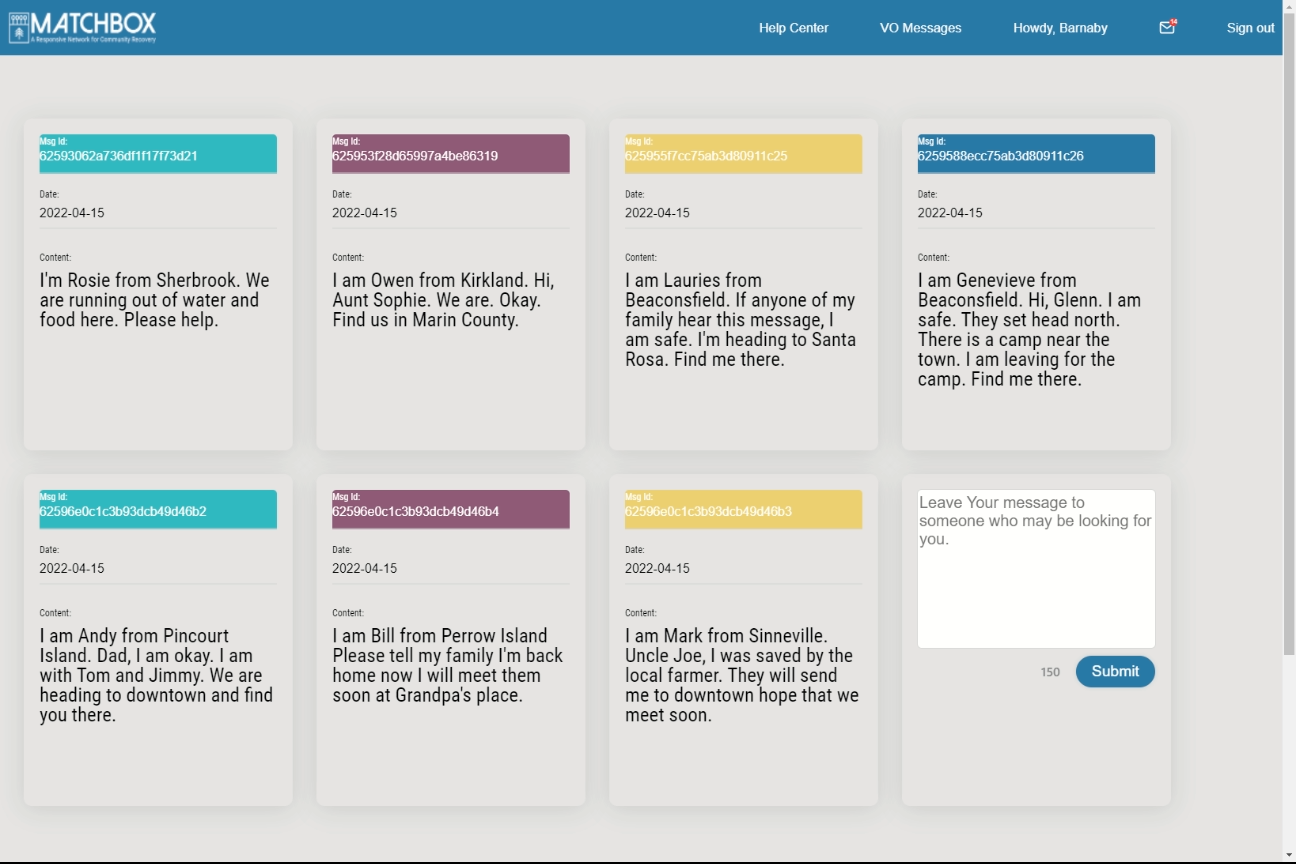 MATCHBOX
A Responsive Network for Community Recovery
Help Center
VO Messages
Howdy, Barnaby
14
Sign out
Msg Id:
62593062a736df1f17f73d21
Date:
2022-04-15
Content:
I'm Rosie from Sherbrook. We
are running out of water and
food here. Please help.
Msg Id:
625953f28d65997a4be86319
Date:
2022-04-15
Content:
I am Owen from Kirkland. Hi,
Aunt Sophie. We are. Okay.
Find us in Marin County.
Msg Id:
625955f7cc75ab3d80911c25
Date:
2022-04-15
Content:
I am Lauries from
Beaconsfield. If anyone of my
family hear this message, I
am safe. I'm heading to Santa
Rosa. Find me there.
Msg Id:
6259588ecc75ab3d80911c26
Date:
2022-04-15
Content:
I am Genevieve from
Beaconsfield. Hi, Glenn. I am
safe. They set head north.
There is a camp near the
town. I am leaving for the
camp. Find me there.
Msg Id:
62596e0c1c3b93dcb49d46b2
Date:
2022-04-15
Content:
I am Andy from Pincourt
Island. Dad, I am okay. I am
with Tom and Jimmy. We are
heading to downtown and find
you there.
Msg Id:
62596e0c1c3b93dcb49d46b4
Date:
2022-04-15
Content:
I am Bill from Perrow Island
Please tell my family I'm back
home now I will meet them
soon at Grandpa's place.
Msg Id:
62596e0c1c3b93dcb49d46b3
Date:
2022-04-15
Content:
I am Mark from Sinneville.
Uncle Joe, I was saved by the
local farmer. They will send
me to downtown hope that we
meet soon.
Leave Your message to
someone who may be looking for
you.
150
Submit